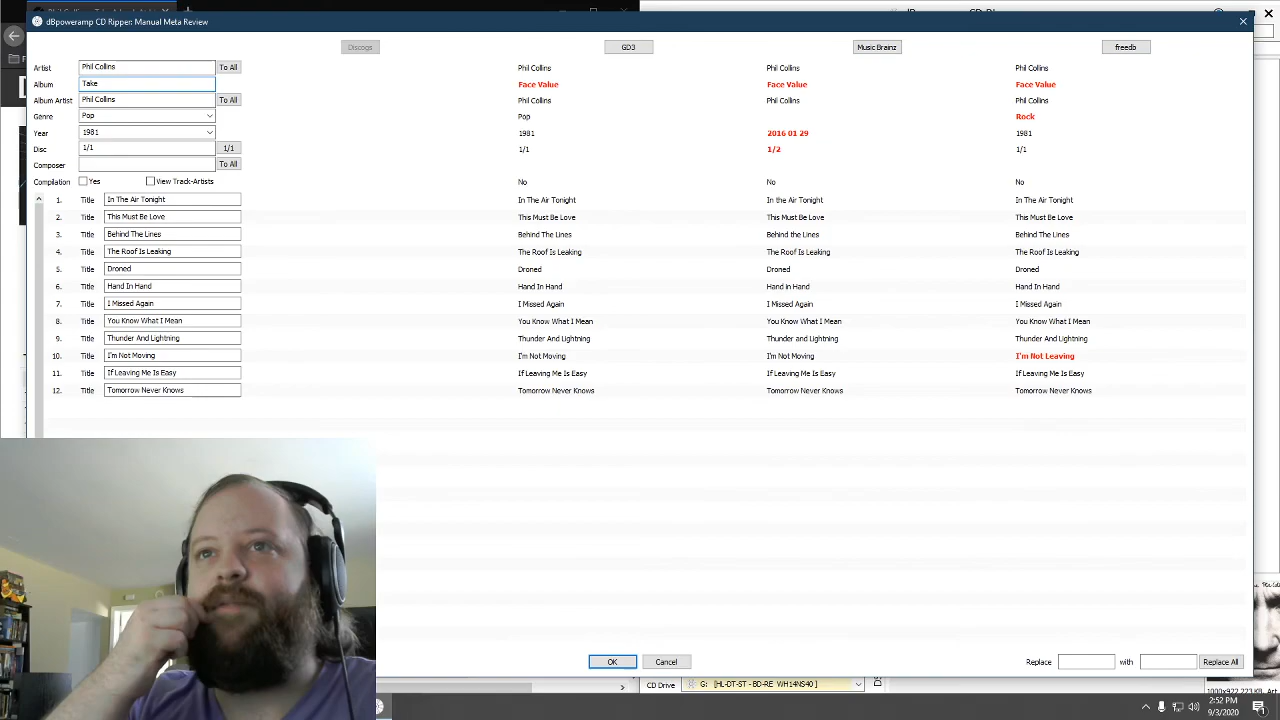 dBpoweramp CD Ripper: Manual Meta Review
Discogs GD3 Music Brainz freedb
Artist Phil Collins To All Phil Collins Phil Collins Phil Collins
Album Take Face Value Face Value Face Value
Album Artist Phil Collins To All Phil Collins Phil Collins Phil Collins
Genre Pop Pop Rock
Year 1981 1981 2016 01 29 1981
Disc 1/1 1/1 1/1 1/2 1/1
Composer To All
Compilation Yes View Track-Artists No No No
1. Title In The Air Tonight In The Air Tonight In the Air Tonight In The Air Tonight
2. Title This Must Be Love This Must Be Love This Must Be Love This Must Be Love
3. Title Behind The Lines Behind The Lines Behind the Lines Behind The Lines
4. Title The Roof Is Leaking The Roof Is Leaking The Roof Is Leaking The Roof Is Leaking
5. Title Droned Droned Droned Droned
6. Title Hand In Hand Hand In Hand Hand in Hand Hand In Hand
7. Title I Missed Again I Missed Again I Missed Again I Missed Again
8. Title You Know What I Mean You Know What I Mean You Know What I Mean You Know What I Mean
9. Title Thunder And Lightning Thunder And Lightning Thunder and Lightning Thunder And Lightning
10. Title I'm Not Moving I'm Not Moving I'm Not Moving I'm Not Leaving
11. Title If Leaving Me Is Easy If Leaving Me Is Easy If Leaving Me Is Easy If Leaving Me Is Easy
12. Title Tomorrow Never Knows Tomorrow Never Knows Tomorrow Never Knows Tomorrow Never Knows
OK Cancel Replace with Replace All
CD Drive G: [HL-DT-ST - BD-RE WH14NS40 ]
2:52 PM
9/3/2020